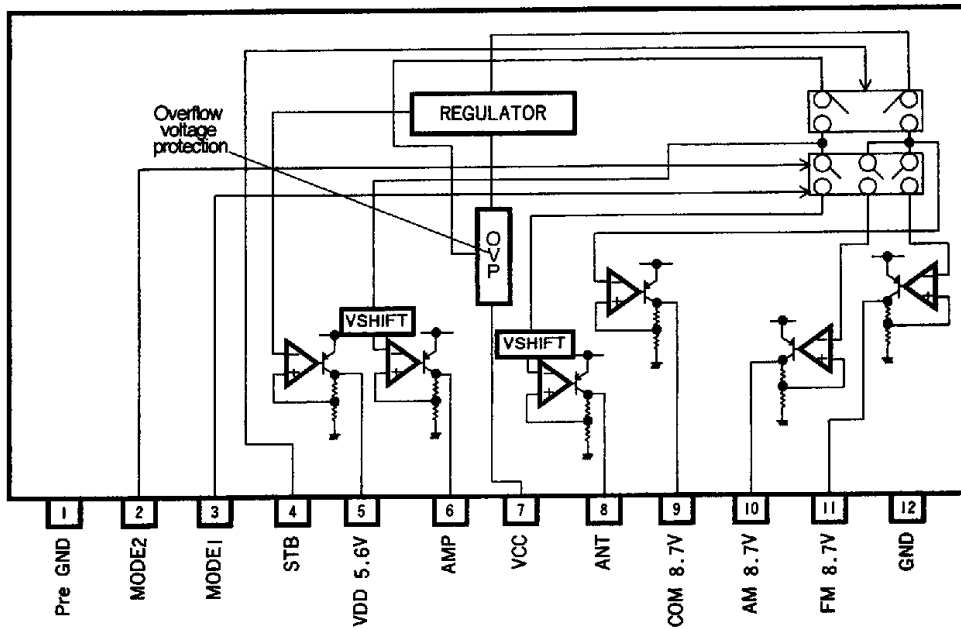 REGULATOR
Overflow
voltage
protection
OVP
VSHIFT
VSHIFT
- + - + - + - + - + - +
1 2 3 4 5 6 7 8 9 10 11 12
Pre GND
MODE2
MODE1
STB
VDD 5.6V
AMP
VCC
ANT
COM 8.7V
AM 8.7V
FM 8.7V
GND